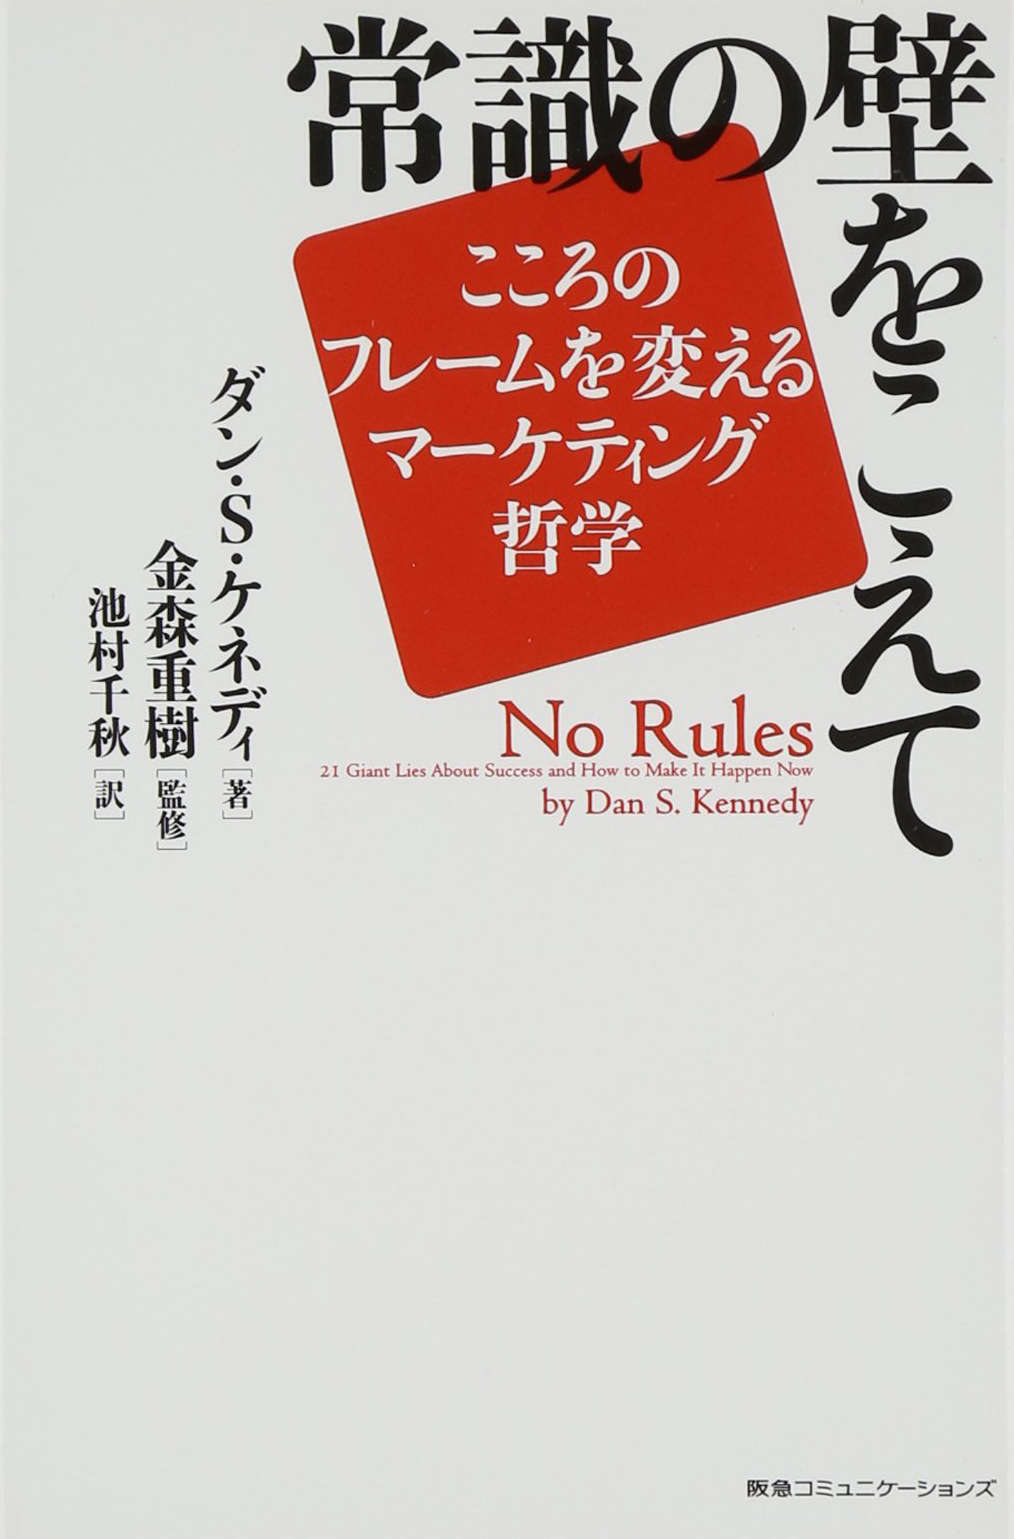 常識の壁をこえて
こころの
フレームを変える
マーケティング
哲学
ダン・S・ケネディ[著]
金森重樹[監修]
池村千秋[訳]
No Rules
21 Giant Lies About Success and How to Make It Happen Now
by Dan S. Kennedy
阪急コミュニケーションズ